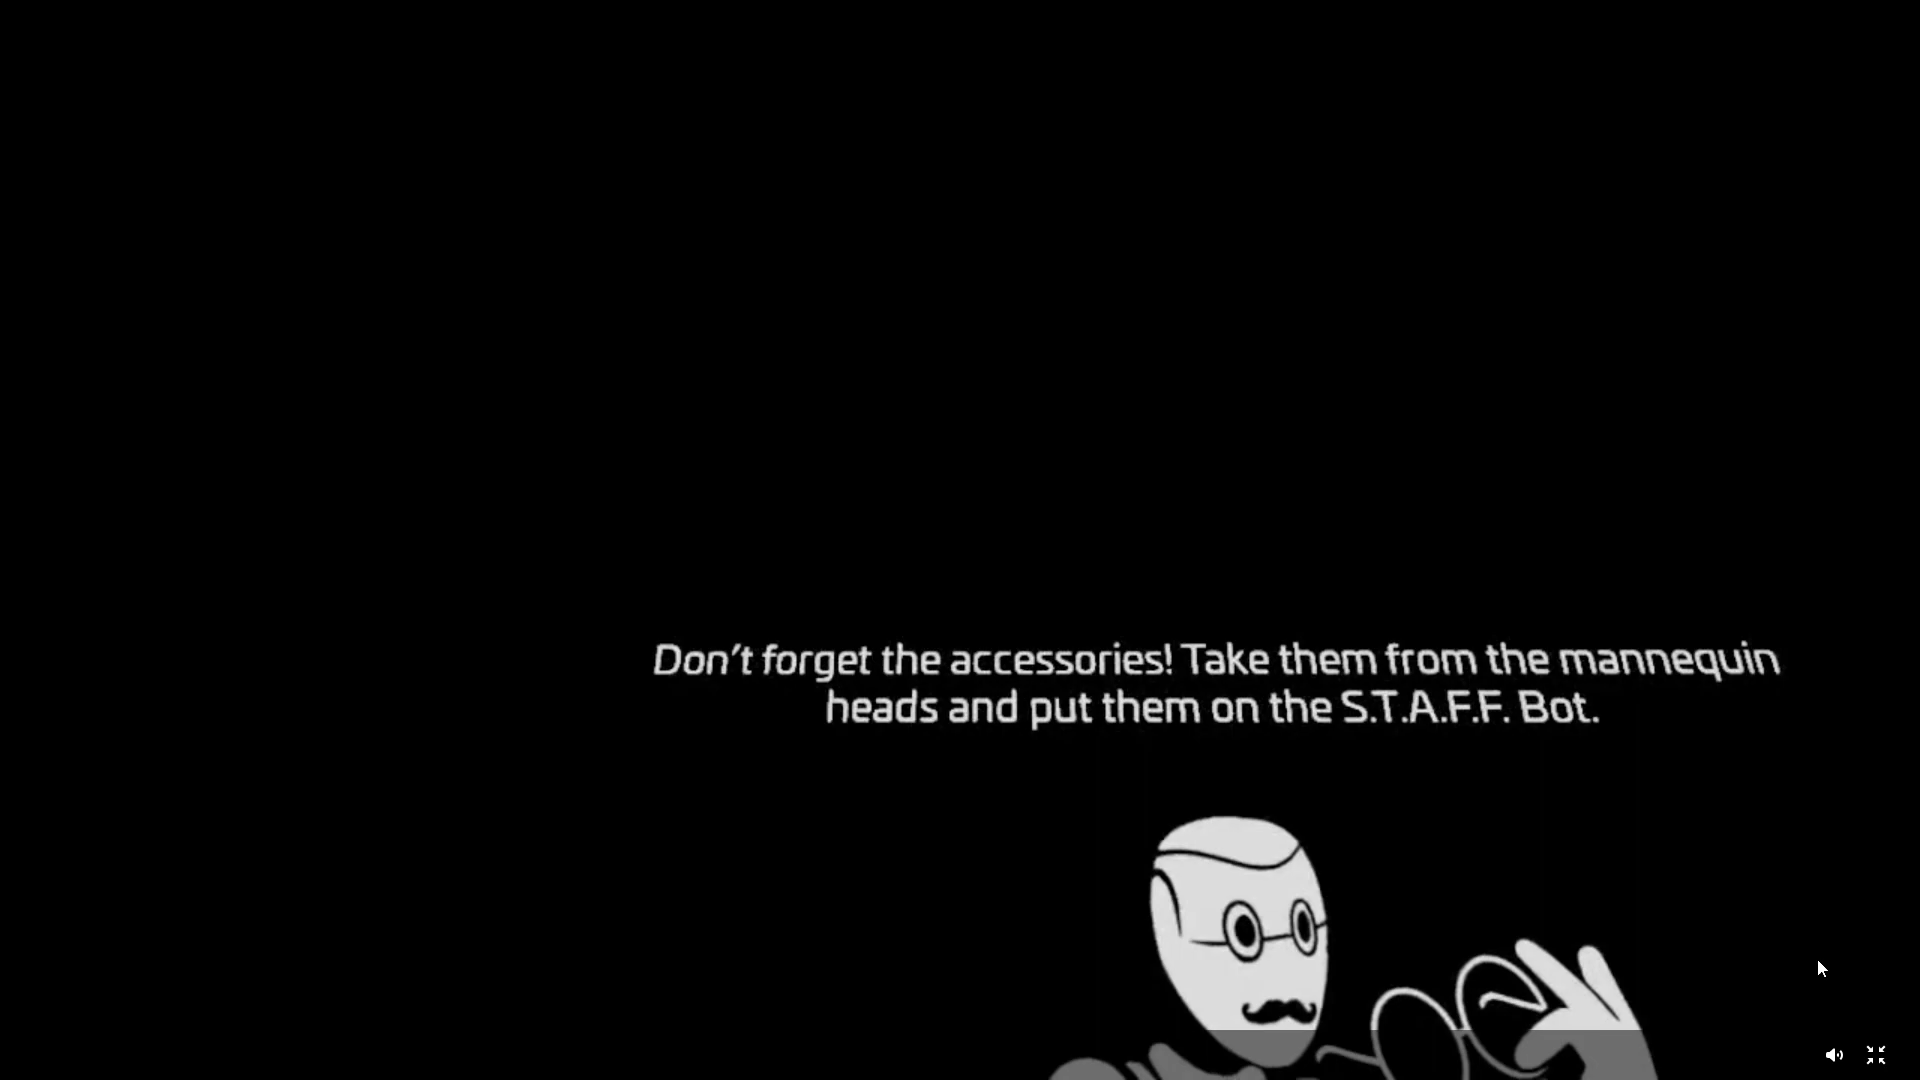 Don't forget the accessories! Take them from the mannequin
heads and put them on the S.T.A.F.F. Bot.